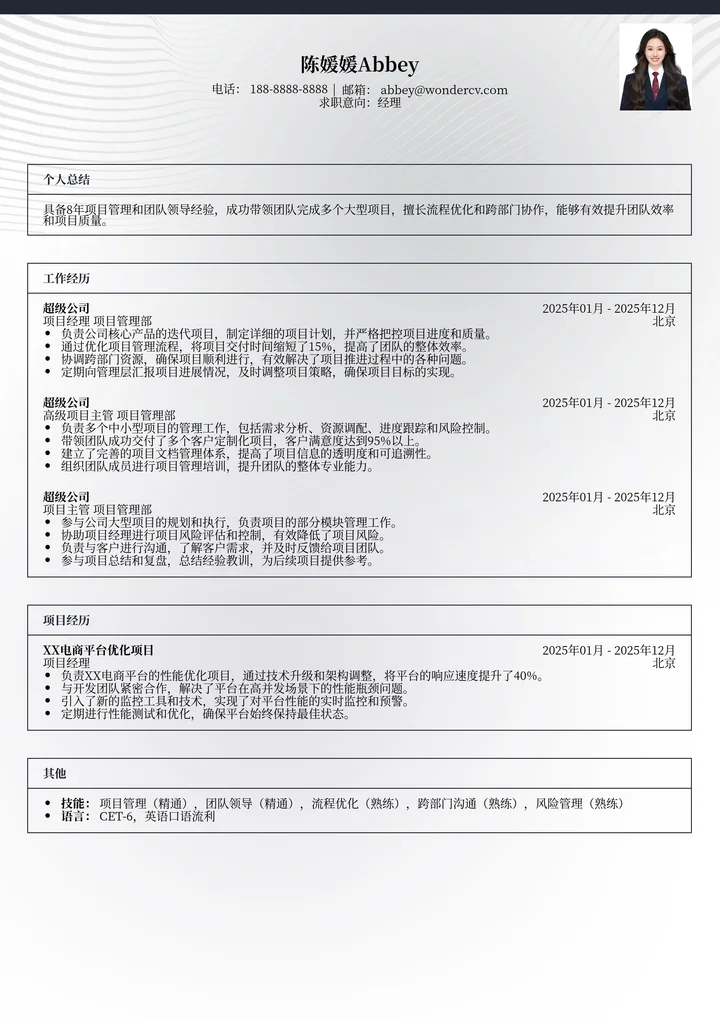 陈媛媛Abbey
电话： 188-8888-8888 | 邮箱： abbey@wondercv.com
求职意向：经理
个人总结
具备8年项目管理和团队领导经验，成功带领团队完成多个大型项目，擅长流程优化和跨部门协作，能够有效提升团队效率
和项目质量。
工作经历
超级公司 2025年01月 - 2025年12月
项目经理 项目管理部 北京
• 负责公司核心产品的迭代项目，制定详细的项目计划，并严格把控项目进度和质量。
• 通过优化项目管理流程，将项目交付时间缩短了15%，提高了团队的整体效率。
• 协调跨部门资源，确保项目顺利进行，有效解决了项目推进过程中的各种问题。
• 定期向管理层汇报项目进展情况，及时调整项目策略，确保项目目标的实现。
超级公司 2025年01月 - 2025年12月
高级项目主管 项目管理部 北京
• 负责多个中小型项目的管理工作，包括需求分析、资源调配、进度跟踪和风险控制。
• 带领团队成功交付了多个客户定制化项目，客户满意度达到95%以上。
• 建立了完善的项目文档管理体系，提高了项目信息的透明度和可追溯性。
• 组织团队成员进行项目管理培训，提升团队的整体专业能力。
超级公司 2025年01月 - 2025年12月
项目主管 项目管理部 北京
• 参与公司大型项目的规划和执行，负责项目的部分模块管理工作。
• 协助项目经理进行项目风险评估和控制，有效降低了项目风险。
• 负责与客户进行沟通，了解客户需求，并及时反馈给项目团队。
• 参与项目总结和复盘，总结经验教训，为后续项目提供参考。
项目经历
XX电商平台优化项目 2025年01月 - 2025年12月
项目经理 北京
• 负责XX电商平台的性能优化项目，通过技术升级和架构调整，将平台的响应速度提升了40%。
• 与开发团队紧密合作，解决了平台在高并发场景下的性能瓶颈问题。
• 引入了新的监控工具和技术，实现了对平台性能的实时监控和预警。
• 定期进行性能测试和优化，确保平台始终保持最佳状态。
其他
• 技能： 项目管理（精通），团队领导（精通），流程优化（熟练），跨部门沟通（熟练），风险管理（熟练）
• 语言： CET-6，英语口语流利